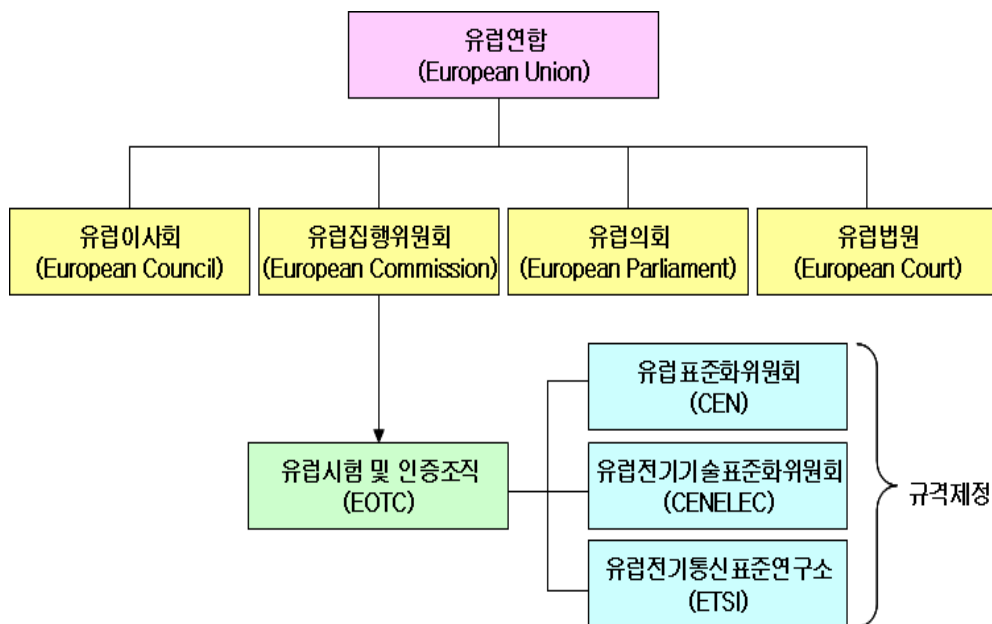 유럽연합
(European Union)
유럽이사회
(European Council)
유럽집행위원회
(European Commission)
유럽의회
(European Parliament)
유럽법원
(European Court)
유럽표준화위원회
(CEN)
유럽시험 및 인증조직
(EOTC)
유럽전기기술표준화위원회
(CENELEC)
규격제정
유럽전기통신표준연구소
(ETSI)